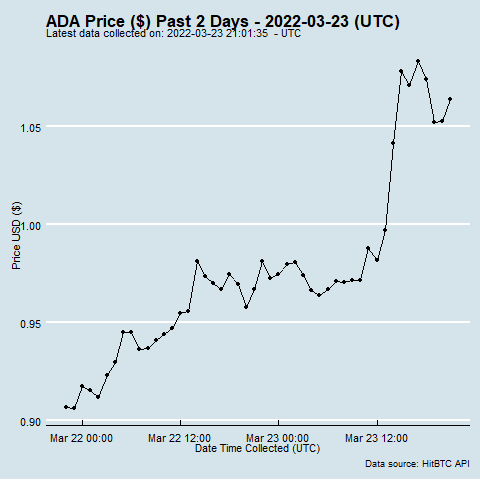 ADA Price ($) Past 2 Days - 2022-03-23 (UTC)
Latest data collected on: 2022-03-23 21:01:35 - UTC
Price USD ($)
1.05
1.00
0.95
0.90
Mar 22 00:00 Mar 22 12:00 Mar 23 00:00 Mar 23 12:00
Date Time Collected (UTC)
Data source: HitBTC API